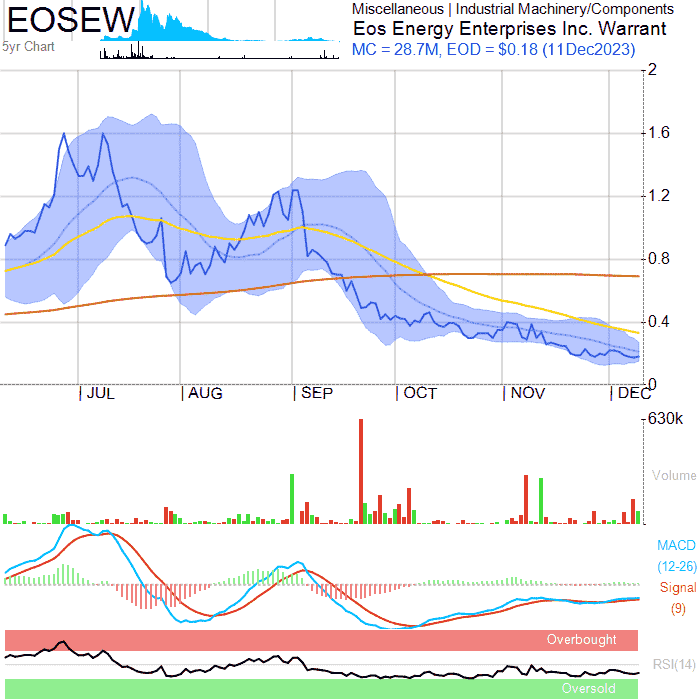 EOSEW
5yr Chart
Miscellaneous | Industrial Machinery/Components
Eos Energy Enterprises Inc. Warrant
MC = 28.7M, EOD = $0.18 (11Dec2023)
2
1.6
1.2
0.8
0.4
0
JUL AUG SEP OCT NOV DEC
630k
Volume
MACD
(12-26)
Signal
(9)
Overbought
RSI(14)
Oversold